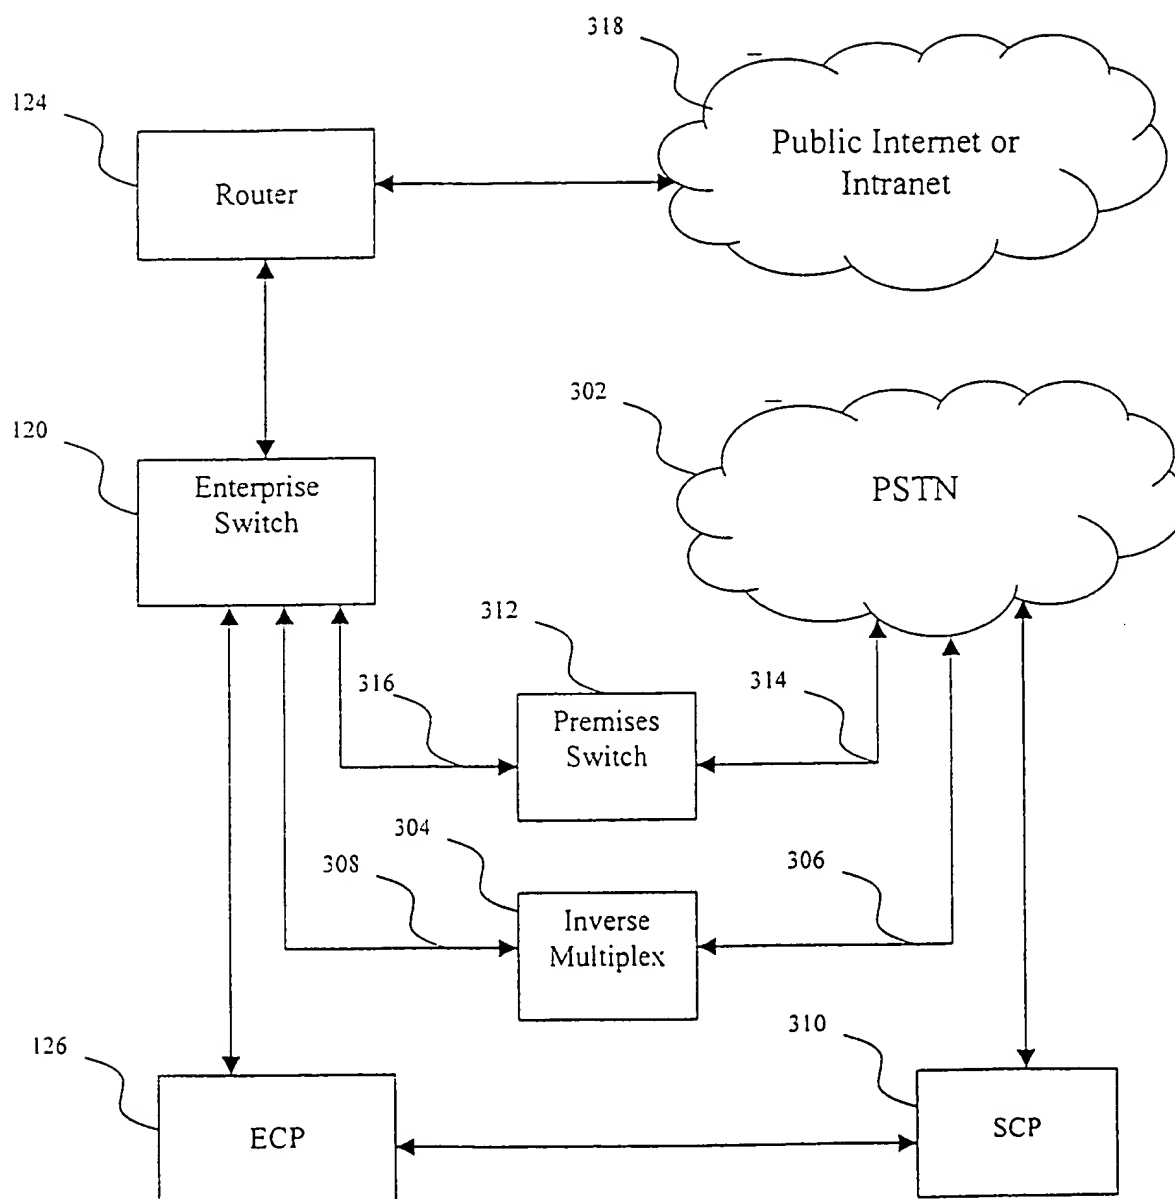 318
124
Public Internet or
Intranet
Router
302
120
Enterprise
Switch
PSTN
312
316
314
Premises
Switch
304
308
306
Inverse
Multiplex
126
310
ECP
SCP